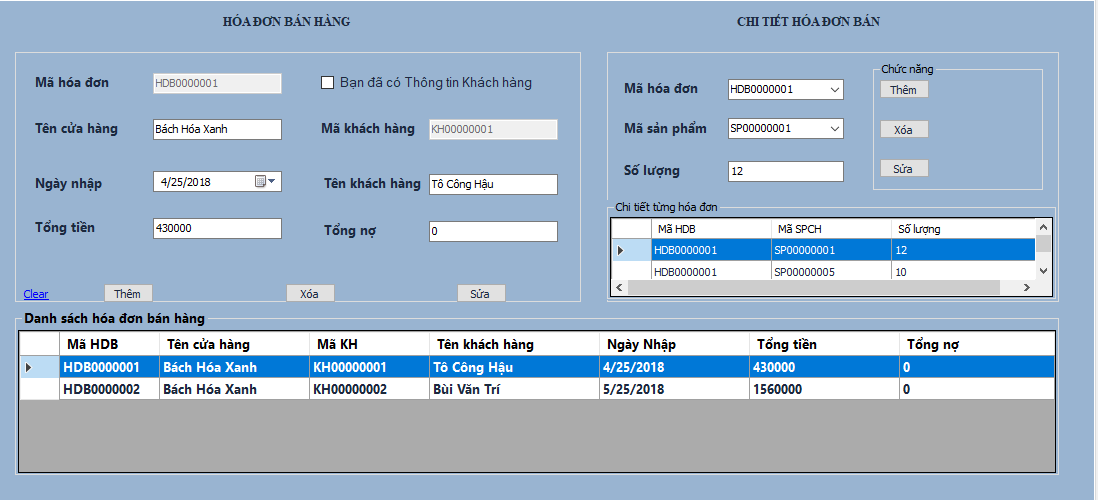 HÓA ĐƠN BÁN HÀNG
Mã hóa đơn HDB0000001 Bạn đã có Thông tin Khách hàng
Tên cửa hàng Bách Hóa Xanh Mã khách hàng KH00000001
Ngày nhập 4/25/2018 Tên khách hàng Tô Công Hậu
Tổng tiền 430000 Tổng nợ 0
Clear Thêm Xóa Sửa
CHI TIẾT HÓA ĐƠN BÁN
Mã hóa đơn HDB0000001
Mã sản phẩm SP00000001
Số lượng 12
Chức năng
Thêm
Xóa
Sửa
Chi tiết từng hóa đơn
Mã HDB Mã SPCH Số lượng
HDB0000001 SP00000001 12
HDB0000001 SP00000005 10
Danh sách hóa đơn bán hàng
Mã HDB Tên cửa hàng Mã KH Tên khách hàng Ngày Nhập Tổng tiền Tổng nợ
HDB0000001 Bách Hóa Xanh KH00000001 Tô Công Hậu 4/25/2018 430000 0
HDB0000002 Bách Hóa Xanh KH00000002 Bùi Văn Trí 5/25/2018 1560000 0